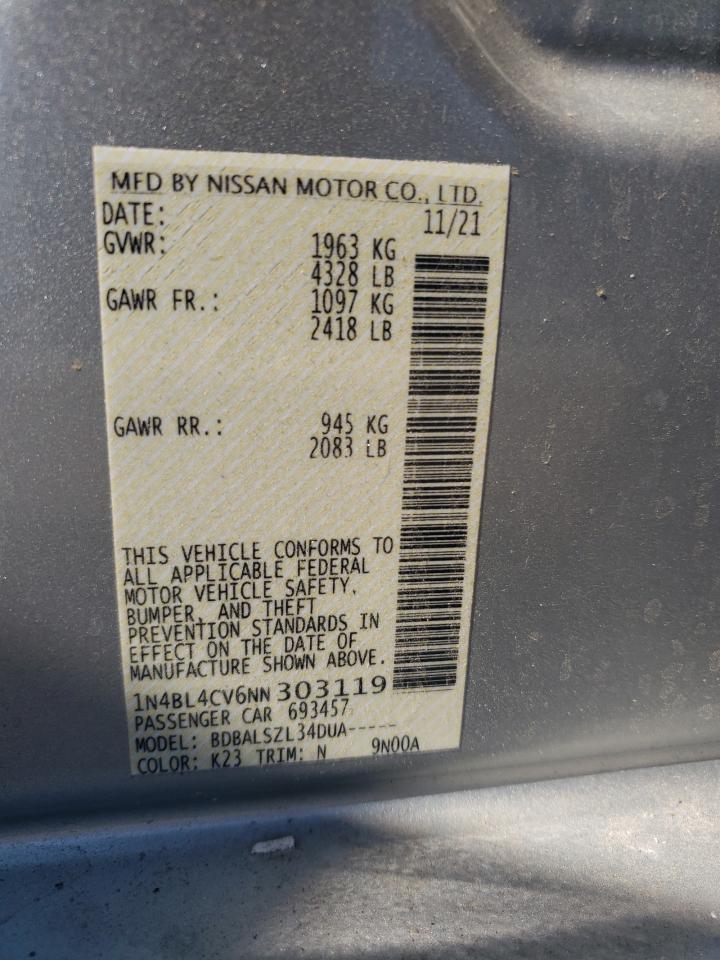 MFD BY NISSAN MOTOR CO., LTD.
DATE: 11/21
GVWR: 1963 KG
4328 LB
GAWR FR.: 1097 KG
2418 LB
GAWR RR.: 945 KG
2083 LB
THIS VEHICLE CONFORMS TO
ALL APPLICABLE FEDERAL
MOTOR VEHICLE SAFETY,
BUMPER, AND THEFT
PREVENTION STANDARDS IN
EFFECT ON THE DATE OF
MANUFACTURE SHOWN ABOVE.
1N4BL4CV6NN303119
PASSENGER CAR 693457
MODEL: BDBALSZL34DUA-----
COLOR: K23 TRIM: N 9N00A